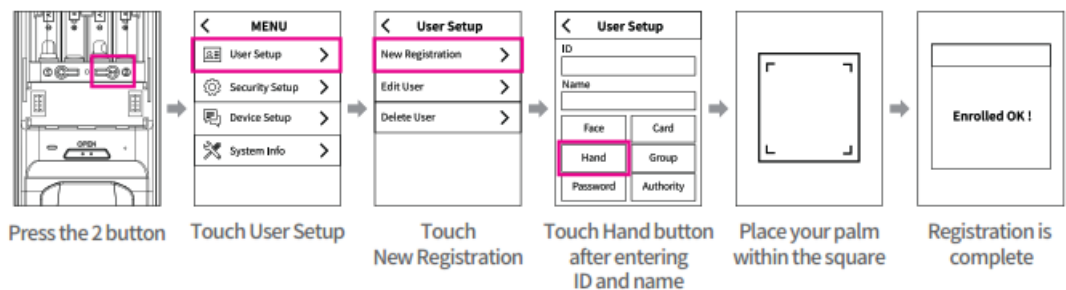 ① ②
OPEN
Press the 2 button
MENU
User Setup
Security Setup
Device Setup
System Info
Touch User Setup
User Setup
New Registration
Edit User
Delete User
Touch
New Registration
User Setup
ID
Name
Face Card
Hand Group
Password Authority
Touch Hand button
after entering
ID and name
Place your palm
within the square
Enrolled OK !
Registration is
complete